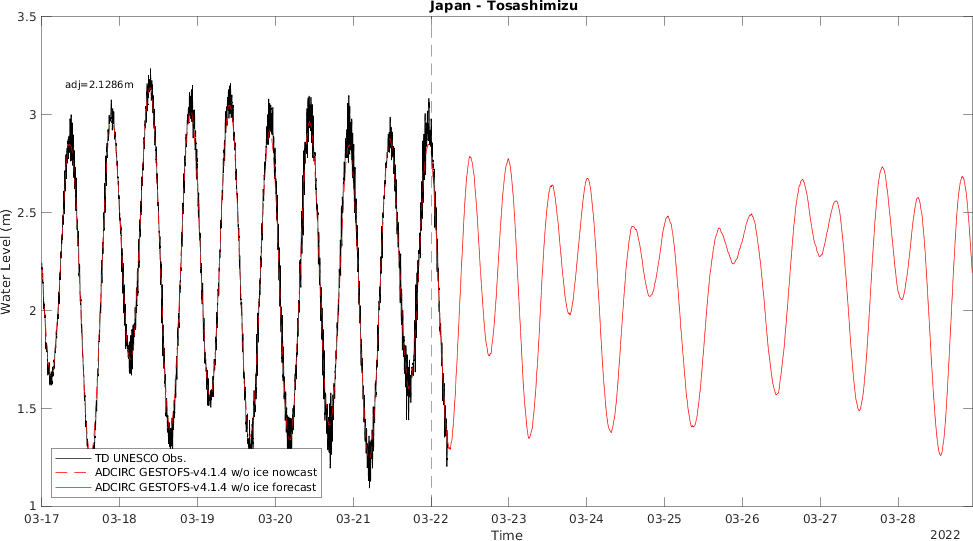 Japan - Tosashimizu
3.5
adj=2.1286m
3
2.5
Water Level (m)
2
1.5
TD UNESCO Obs.
ADCIRC GESTOFS-v4.1.4 w/o ice nowcast
ADCIRC GESTOFS-v4.1.4 w/o ice forecast
1
03-17 03-18 03-19 03-20 03-21 03-22 03-23 03-24 03-25 03-26 03-27 03-28
Time
2022